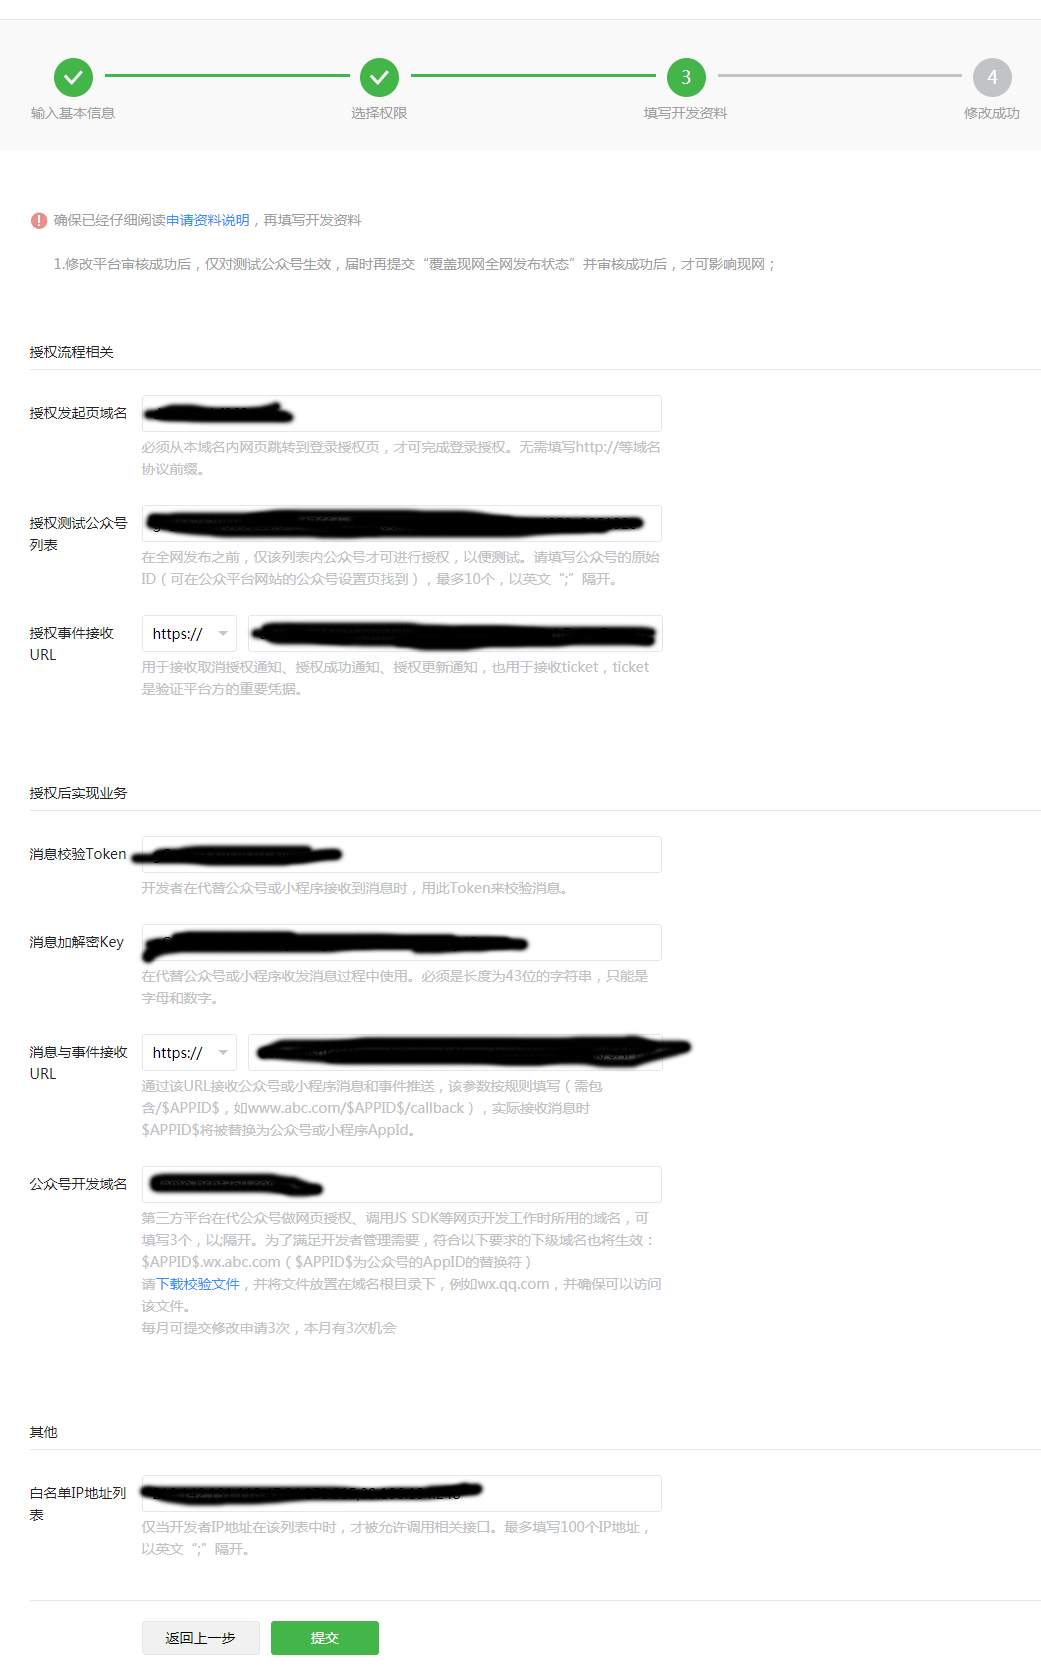 3
4
输入基本信息
选择权限
填写开发资料
修改成功
确保已经仔细阅读申请资料说明，再填写开发资料
1.修改平台审核成功后，仅对测试公众号生效，届时再提交“覆盖现网全网发布状态”并审核成功后，才可影响现网；
授权流程相关
授权发起页域名
必须从本域名内网页跳转到登录授权页，才可完成登录授权。无需填写http://等域名
协议前缀。
授权测试公众号
列表
在全网发布之前，仅该列表内公众号才可进行授权，以便测试。请填写公众号的原始
ID（可在公众平台网站的公众号设置页找到），最多10个，以英文“;”隔开。
授权事件接收
URL
https://
用于接收取消授权通知、授权成功通知、授权更新通知，也用于接收ticket，ticket
是验证平台方的重要凭据。
授权后实现业务
消息校验Token
开发者在代替公众号或小程序接收到消息时，用此Token来校验消息。
消息加解密Key
在代替公众号或小程序收发消息过程中使用。必须是长度为43位的字符串，只能是
字母和数字。
消息与事件接收
URL
https://
通过该URL接收公众号或小程序消息和事件推送，该参数按规则填写（需包
含/$APPID$，如www.abc.com/$APPID$/callback），实际接收消息时
$APPID$将被替换为公众号或小程序AppId。
公众号开发域名
第三方平台在代公众号做网页授权、调用JS SDK等网页开发工作时所用的域名，可
填写3个，以;隔开。为了满足开发者管理需要，符合以下要求的下级域名也将生效：
$APPID$.wx.abc.com（$APPID$为公众号的AppID的替换符）
请下载校验文件，并将文件放置在域名根目录下，例如wx.qq.com，并确保可以访问
该文件。
每月可提交修改申请3次，本月有3次机会
其他
白名单IP地址列
表
仅当开发者IP地址在该列表中时，才被允许调用相关接口。最多填写100个IP地址，
以英文“;”隔开。
返回上一步
提交